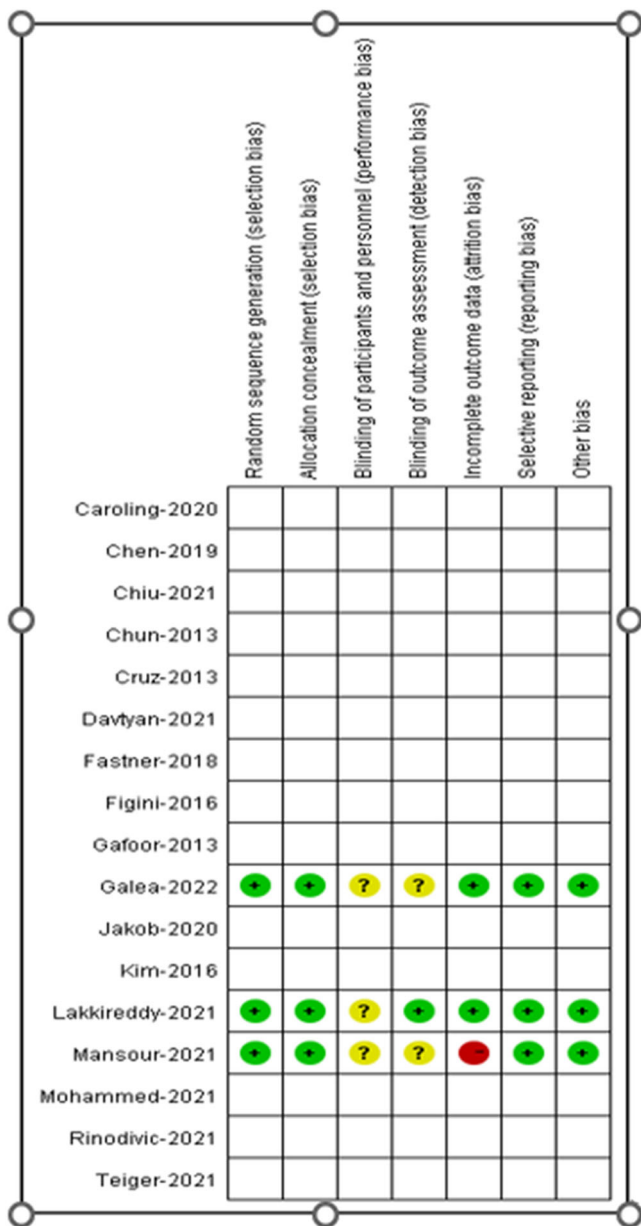 Random sequence generation (selection bias)
Allocation concealment (selection bias)
Blinding of participants and personnel (performance bias)
Blinding of outcome assessment (detection bias)
Incomplete outcome data (attrition bias)
Selective reporting (reporting bias)
Other bias
Caroling-2020
Chen-2019
Chiu-2021
Chun-2013
Cruz-2013
Davtyan-2021
Fastner-2018
Figini-2016
Gafoor-2013
Galea-2022 + + ? ? + + +
Jakob-2020
Kim-2016
Lakkireddy-2021 + + ? + + + +
Mansour-2021 + + ? ? - + +
Mohammed-2021
Rinodivic-2021
Teiger-2021